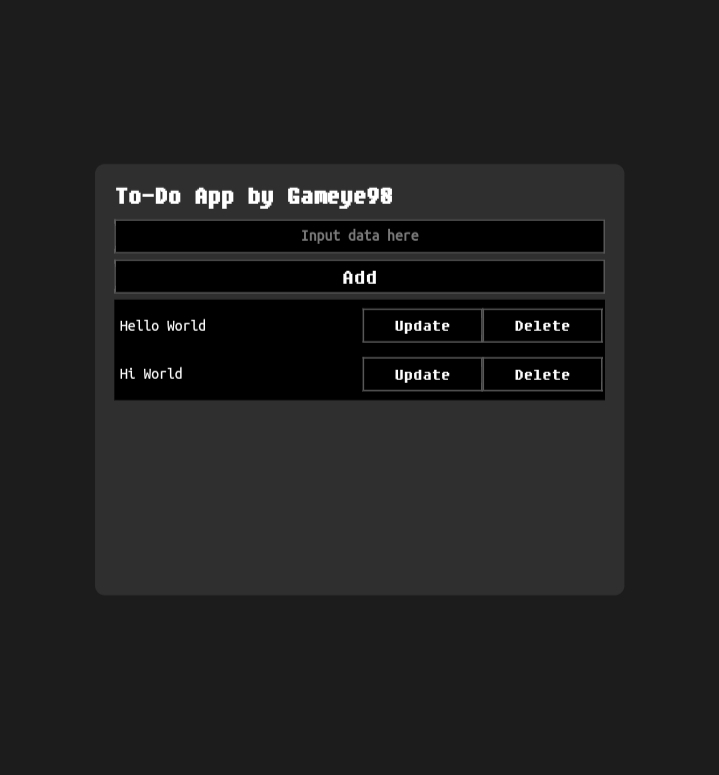 To-Do App by Gameye98
Input data here
Add
Hello World Update Delete
Hi World Update Delete